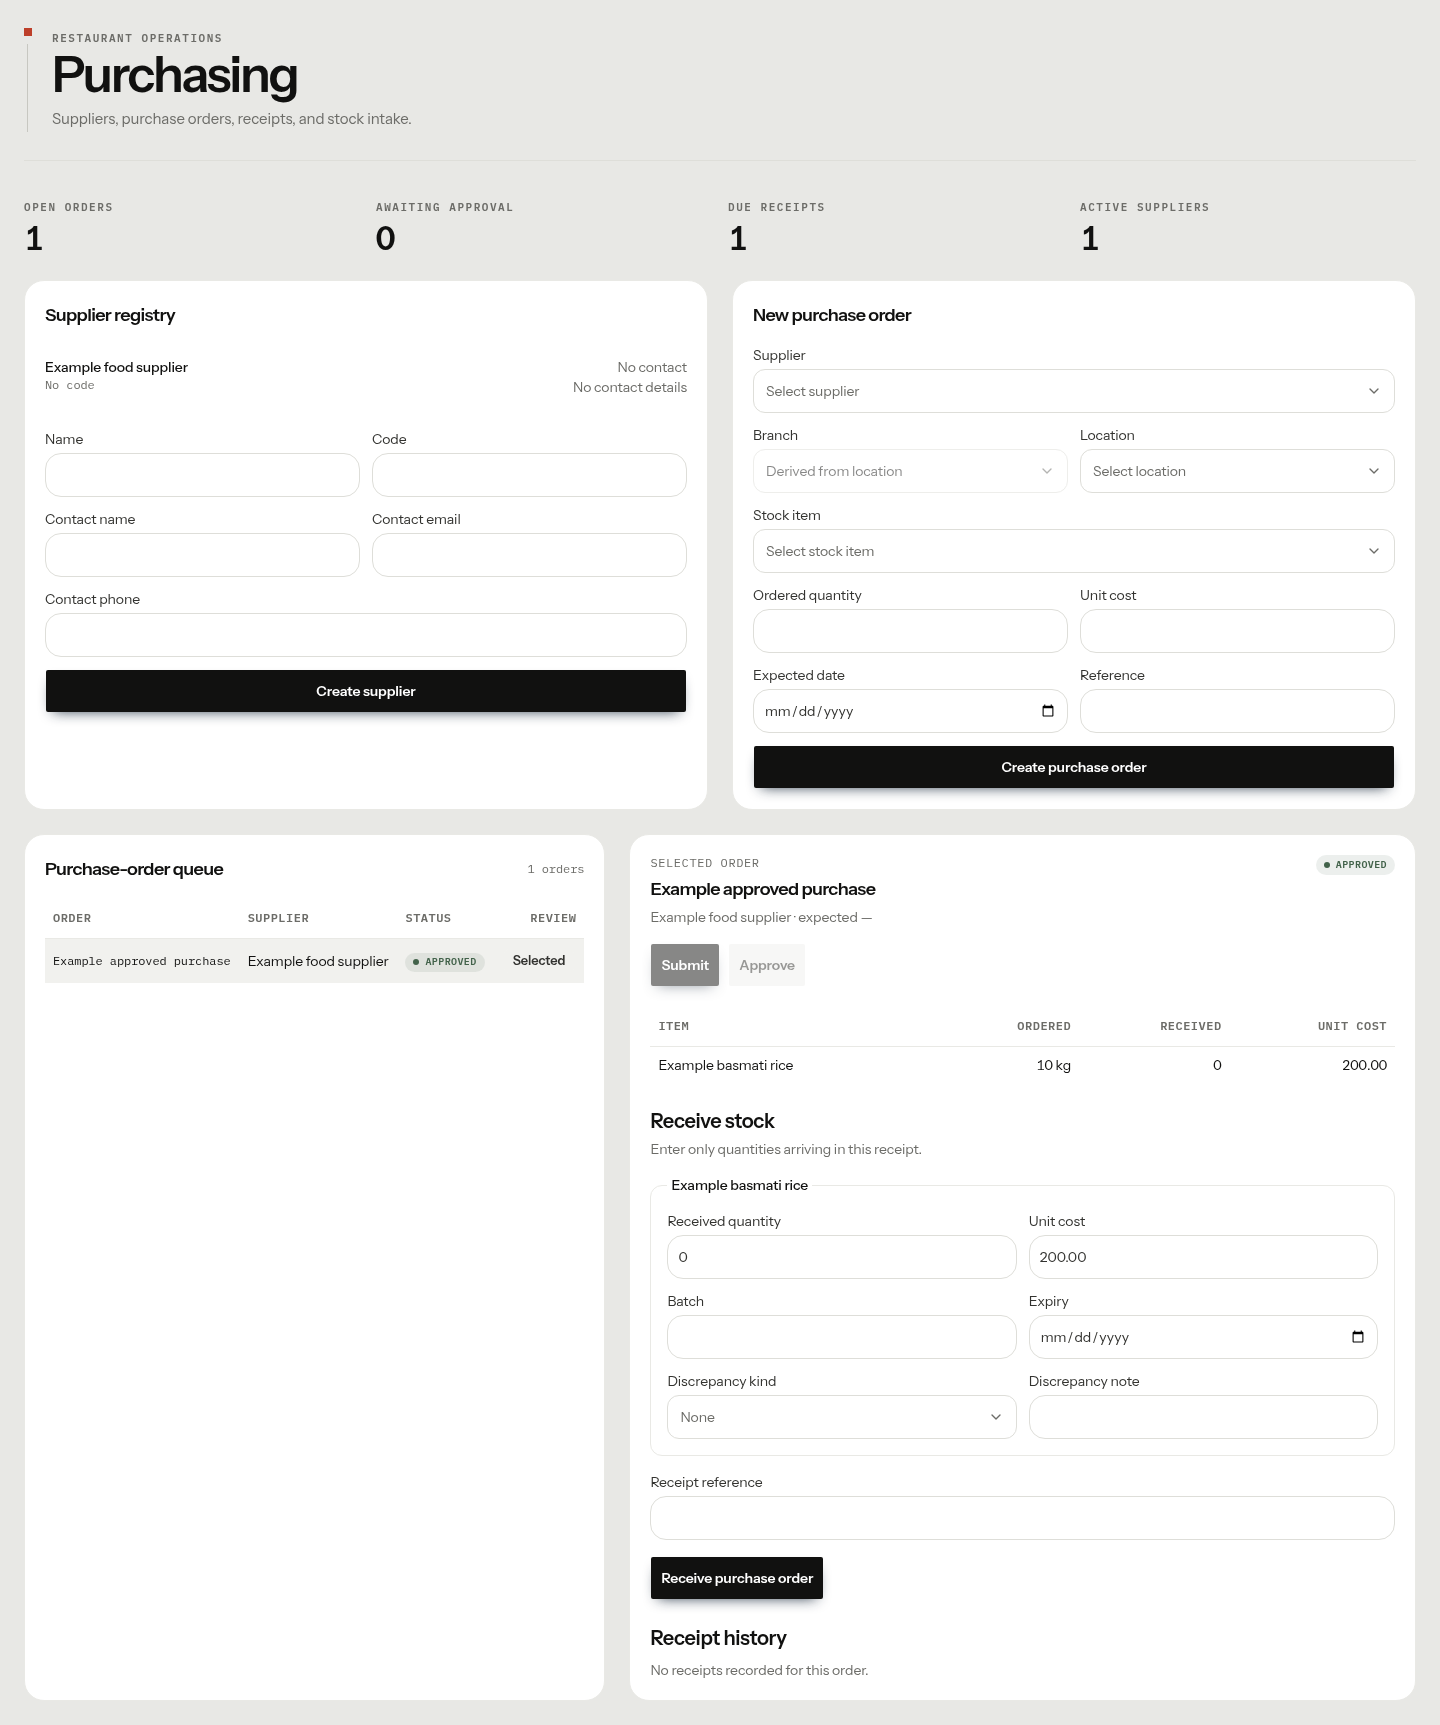 RESTAURANT OPERATIONS
Purchasing
Suppliers, purchase orders, receipts, and stock intake.
OPEN ORDERS
1
AWAITING APPROVAL
0
DUE RECEIPTS
1
ACTIVE SUPPLIERS
1
Supplier registry
Example food supplier
No code
No contact
No contact details
Name
Code
Contact name
Contact email
Contact phone
Create supplier
New purchase order
Supplier
Select supplier
Branch
Location
Derived from location
Select location
Stock item
Select stock item
Ordered quantity
Unit cost
Expected date
Reference
mm/dd/yyyy
Create purchase order
Purchase-order queue
1 orders
ORDER SUPPLIER STATUS REVIEW
Example approved purchase Example food supplier APPROVED Selected
SELECTED ORDER
APPROVED
Example approved purchase
Example food supplier · expected —
Submit
Approve
ITEM ORDERED RECEIVED UNIT COST
Example basmati rice 10 kg 0 200.00
Receive stock
Enter only quantities arriving in this receipt.
Example basmati rice
Received quantity
Unit cost
0
200.00
Batch
Expiry
mm/dd/yyyy
Discrepancy kind
Discrepancy note
None
Receipt reference
Receive purchase order
Receipt history
No receipts recorded for this order.